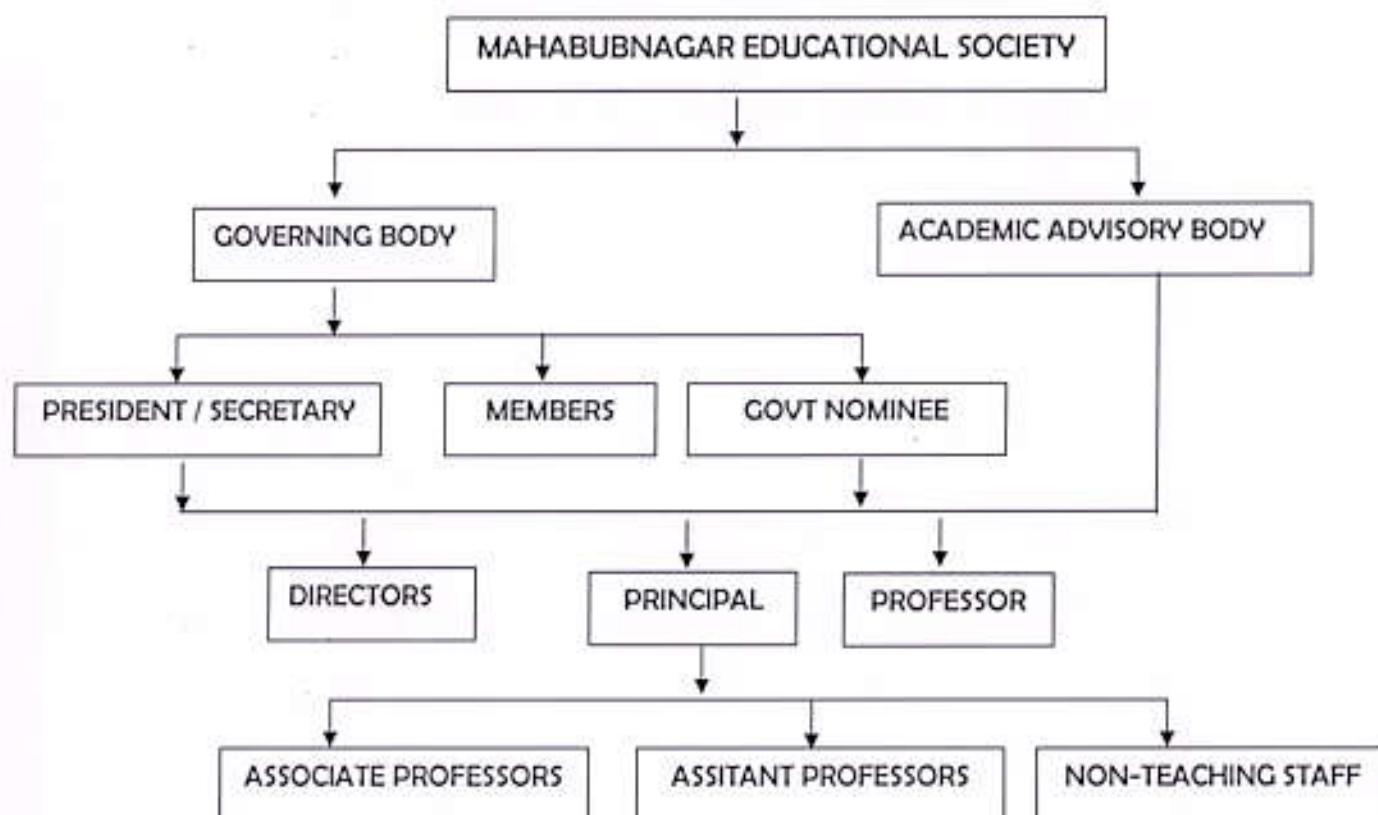 MAHABUBNAGAR EDUCATIONAL SOCIETY
GOVERNING BODY
ACADEMIC ADVISORY BODY
PRESIDENT / SECRETARY
MEMBERS
GOVT NOMINEE
DIRECTORS
PRINCIPAL
PROFESSOR
ASSOCIATE PROFESSORS
ASSITANT PROFESSORS
NON-TEACHING STAFF